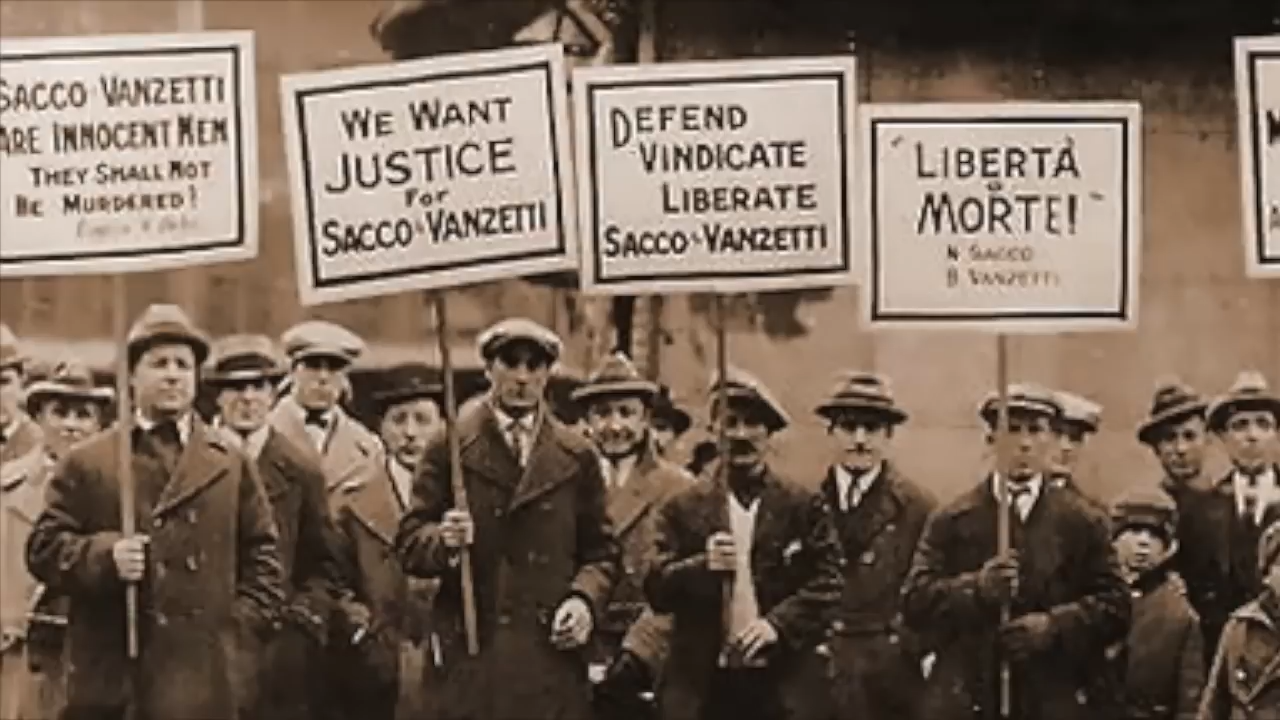 SACCO VANZETTI
ARE INNOCENT MEN
THEY SHALL NOT
BE MURDERED!
WE WANT
JUSTICE
FOR
SACCO & VANZETTI
DEFEND
VINDICATE
LIBERATE
SACCO & VANZETTI
"LIBERTÀ
O
MORTE!"
N SACCO
B VANZETTI